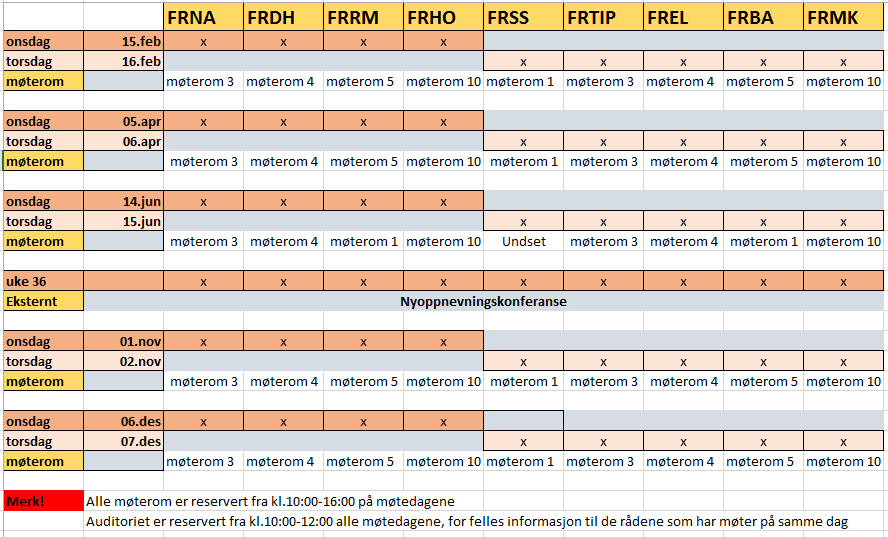 FRNA FRDH FRRM FRHO FRSS FRTIP FREL FRBA FRMK
onsdag 15.feb x x x x
torsdag 16.feb x x x x x
møterom møterom 3 møterom 4 møterom 5 møterom 10 møterom 1 møterom 3 møterom 4 møterom 5 møterom 10
onsdag 05.apr x x x x
torsdag 06.apr x x x x x
møterom møterom 3 møterom 4 møterom 5 møterom 10 møterom 1 møterom 3 møterom 4 møterom 5 møterom 10
onsdag 14.jun x x x x
torsdag 15.jun x x x x x
møterom møterom 3 møterom 4 møterom 1 møterom 10 Undset møterom 3 møterom 4 møterom 1 møterom 10
uke 36 x x x x x x x x x
Eksternt Nyoppnevningskonferanse
onsdag 01.nov x x x x
torsdag 02.nov x x x x x
møterom møterom 3 møterom 4 møterom 5 møterom 10 møterom 1 møterom 3 møterom 4 møterom 5 møterom 10
onsdag 06.des x x x x
torsdag 07.des x x x x x
møterom møterom 3 møterom 4 møterom 5 møterom 10 møterom 1 møterom 3 møterom 4 møterom 5 møterom 10
Merk! Alle møterom er reservert fra kl.10:00-16:00 på møtedagene
Auditoriet er reservert fra kl.10:00-12:00 alle møtedagene, for felles informasjon til de rådene som har møter på samme dag